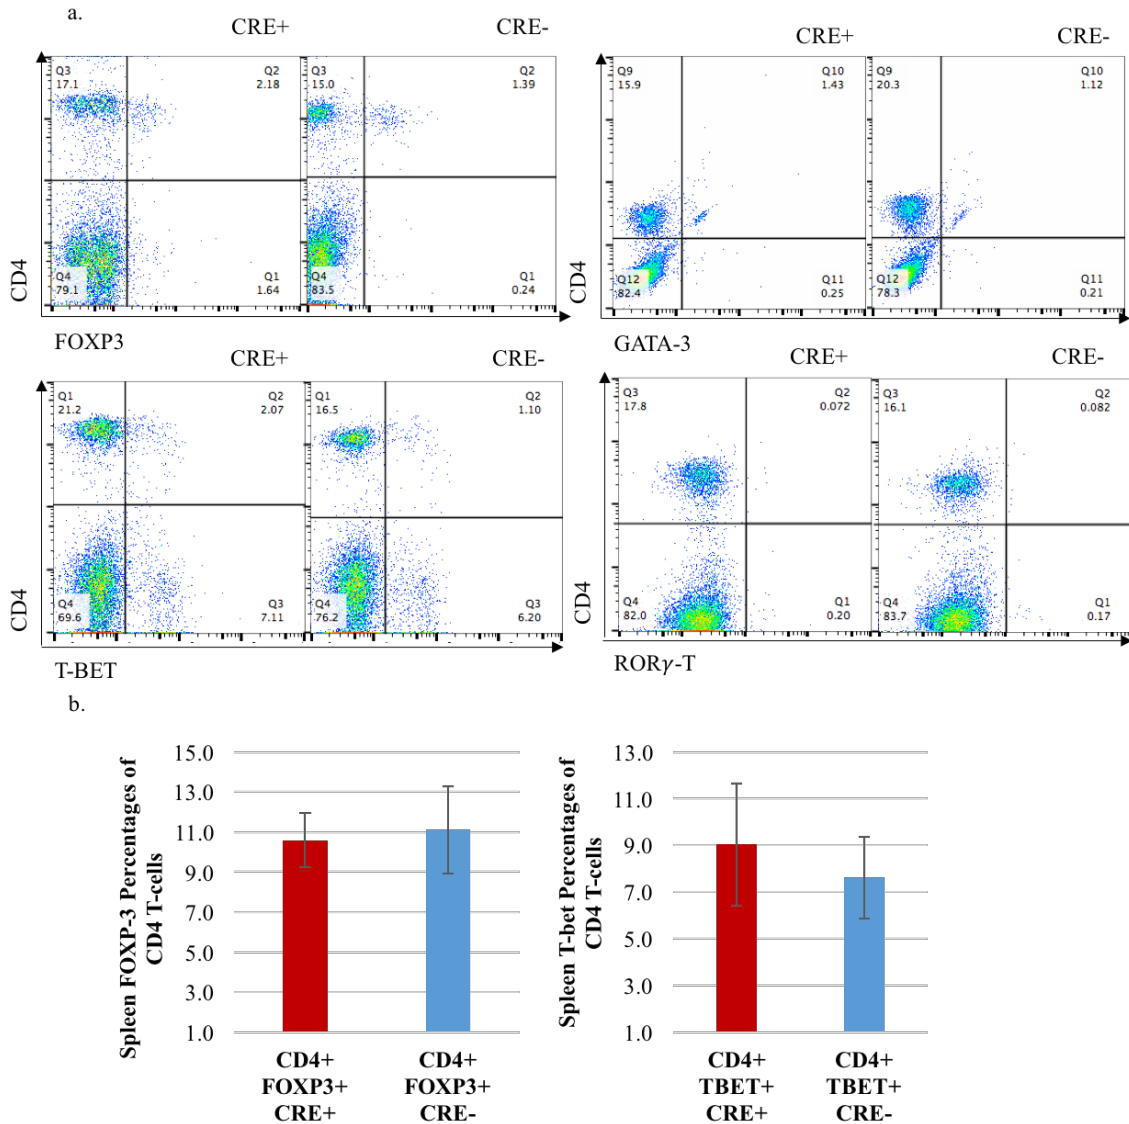 a.
CRE+
CRE-
CRE+
CRE-
Q3
17.1
Q2
2.18
Q3
15.0
Q2
1.39
Q9
15.9
Q10
1.43
Q9
20.3
Q10
1.12
CD4
Q4
79.1
Q1
1.64
Q4
83.5
Q1
0.24
CD4
Q12
82.4
Q11
0.25
Q12
78.3
Q11
0.21
FOXP3
GATA-3
CRE+
CRE-
CRE+
CRE-
Q1
21.2
Q2
2.07
Q1
16.5
Q2
1.10
Q3
17.8
Q2
0.072
Q3
16.1
Q2
0.082
CD4
Q4
69.6
Q3
7.11
Q4
76.2
Q3
6.20
CD4
Q4
82.0
Q1
0.20
Q4
83.7
Q1
0.17
T-BET
RORγ-T
b.
Spleen FOXP-3 Percentages of
CD4 T-cells
15.0
13.0
11.0
9.0
7.0
5.0
3.0
1.0
CD4+
FOXP3+
CRE+
CD4+
FOXP3+
CRE-
Spleen T-bet Percentages of
CD4 T-cells
13.0
11.0
9.0
7.0
5.0
3.0
1.0
CD4+
TBET+
CRE+
CD4+
TBET+
CRE-